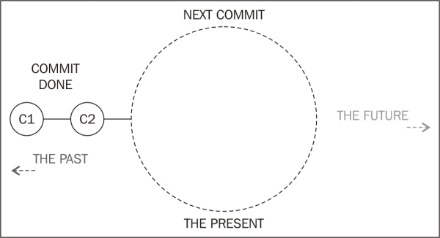 NEXT COMMIT
COMMIT
DONE
C1
C2
THE FUTURE
THE PAST
THE PRESENT